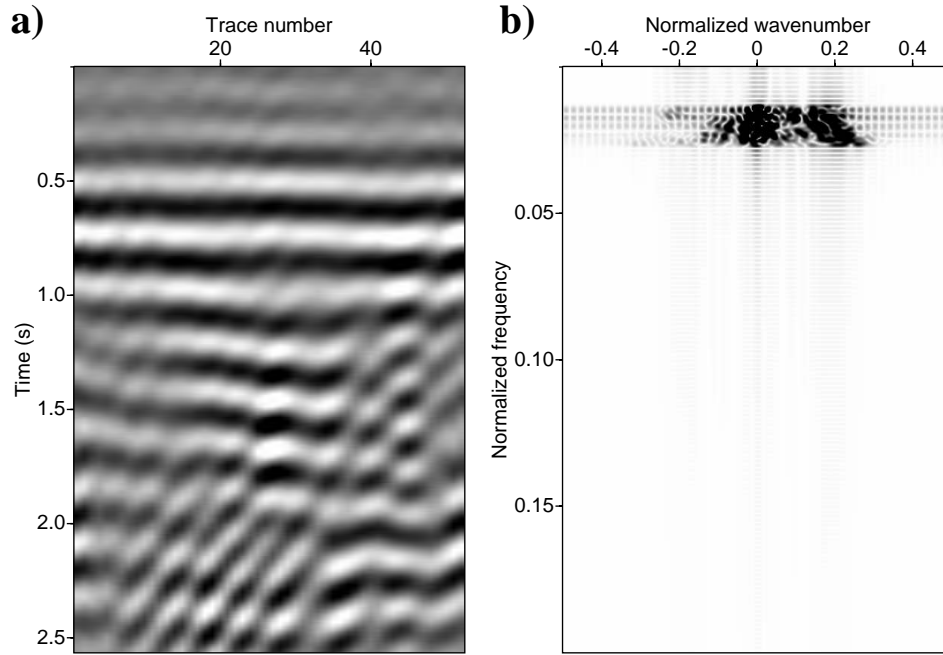 a)
Trace number
20 40
0.5
1.0
1.5
2.0
2.5
Time (s)
b)
Normalized wavenumber
-0.4 -0.2 0 0.2 0.4
0.05
0.10
0.15
Normalized frequency